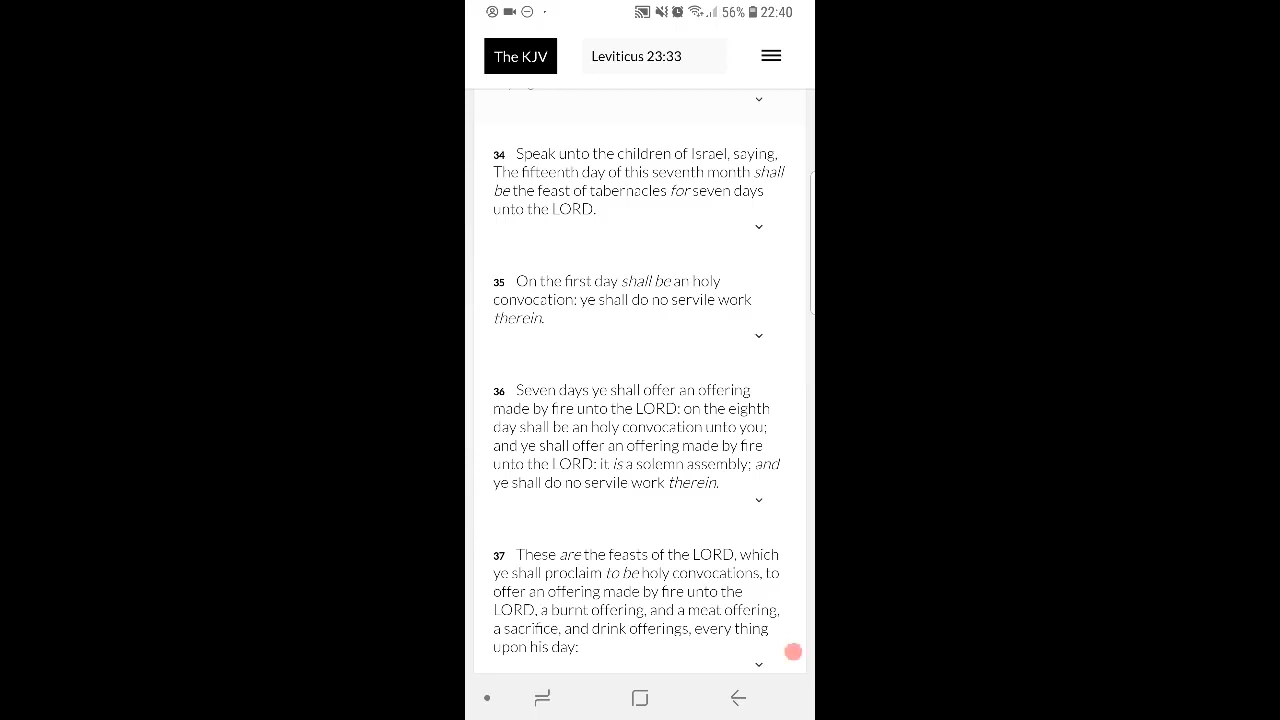 56% 22:40
The KJV
Leviticus 23:33
34 Speak unto the children of Israel, saying,
The fifteenth day of this seventh month shall
be the feast of tabernacles for seven days
unto the LORD.
35 On the first day shall be an holy
convocation: ye shall do no servile work
therein.
36 Seven days ye shall offer an offering
made by fire unto the LORD: on the eighth
day shall be an holy convocation unto you;
and ye shall offer an offering made by fire
unto the LORD: it is a solemn assembly; and
ye shall do no servile work therein.
37 These are the feasts of the LORD, which
ye shall proclaim to be holy convocations, to
offer an offering made by fire unto the
LORD, a burnt offering, and a meat offering,
a sacrifice, and drink offerings, every thing
upon his day: